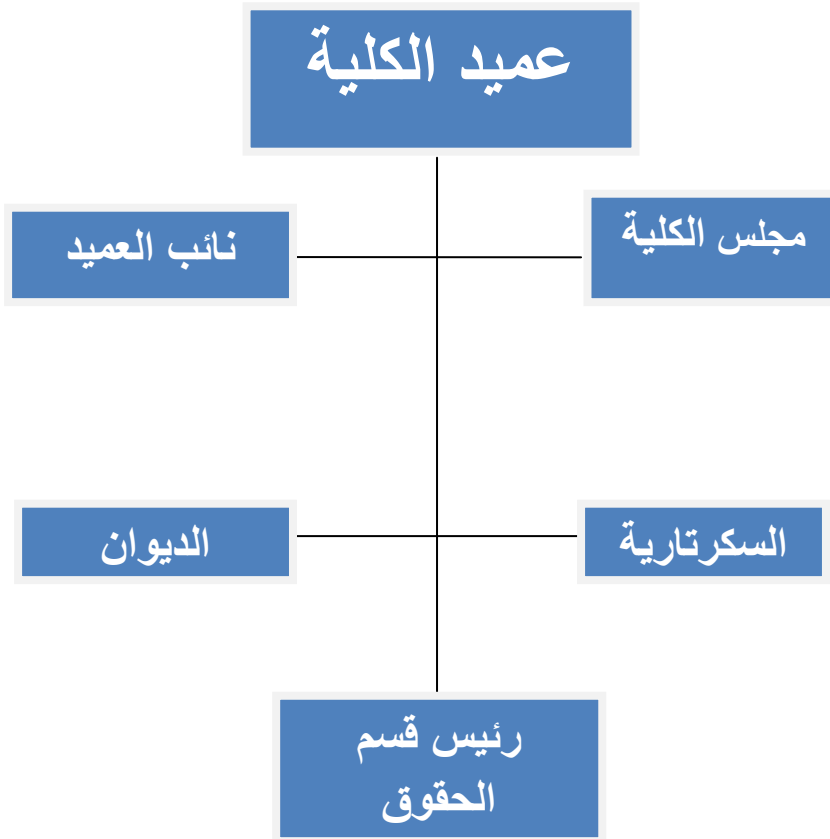 عميد الكلية
مجلس الكلية
نائب العميد
السكرتارية
الديوان
رئيس قسم
الحقوق